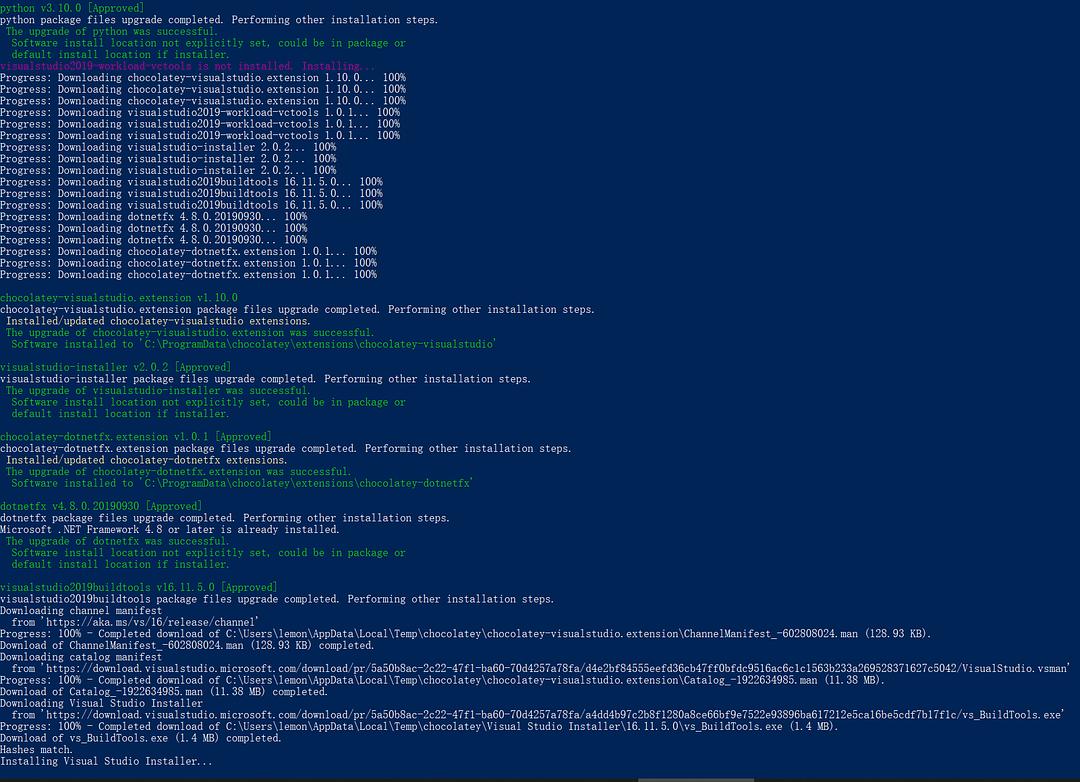 python v3.10.0 [Approved]
python package files upgrade completed. Performing other installation steps.
 The upgrade of python was successful.
  Software install location not explicitly set, could be in package or
  default install location if installer.
visualstudio2019-workload-vctools is not installed. Installing...
Progress: Downloading chocolatey-visualstudio.extension 1.10.0... 100%
Progress: Downloading chocolatey-visualstudio.extension 1.10.0... 100%
Progress: Downloading chocolatey-visualstudio.extension 1.10.0... 100%
Progress: Downloading visualstudio2019-workload-vctools 1.0.1... 100%
Progress: Downloading visualstudio2019-workload-vctools 1.0.1... 100%
Progress: Downloading visualstudio2019-workload-vctools 1.0.1... 100%
Progress: Downloading visualstudio-installer 2.0.2... 100%
Progress: Downloading visualstudio-installer 2.0.2... 100%
Progress: Downloading visualstudio-installer 2.0.2... 100%
Progress: Downloading visualstudio2019buildtools 16.11.5.0... 100%
Progress: Downloading visualstudio2019buildtools 16.11.5.0... 100%
Progress: Downloading visualstudio2019buildtools 16.11.5.0... 100%
Progress: Downloading dotnetfx 4.8.0.20190930... 100%
Progress: Downloading dotnetfx 4.8.0.20190930... 100%
Progress: Downloading dotnetfx 4.8.0.20190930... 100%
Progress: Downloading chocolatey-dotnetfx.extension 1.0.1... 100%
Progress: Downloading chocolatey-dotnetfx.extension 1.0.1... 100%
Progress: Downloading chocolatey-dotnetfx.extension 1.0.1... 100%

chocolatey-visualstudio.extension v1.10.0
chocolatey-visualstudio.extension package files upgrade completed. Performing other installation steps.
 Installed/updated chocolatey-visualstudio extensions.
 The upgrade of chocolatey-visualstudio.extension was successful.
  Software installed to 'C:\ProgramData\chocolatey\extensions\chocolatey-visualstudio'

visualstudio-installer v2.0.2 [Approved]
visualstudio-installer package files upgrade completed. Performing other installation steps.
 The upgrade of visualstudio-installer was successful.
  Software install location not explicitly set, could be in package or
  default install location if installer.

chocolatey-dotnetfx.extension v1.0.1 [Approved]
chocolatey-dotnetfx.extension package files upgrade completed. Performing other installation steps.
 Installed/updated chocolatey-dotnetfx extensions.
 The upgrade of chocolatey-dotnetfx.extension was successful.
  Software installed to 'C:\ProgramData\chocolatey\extensions\chocolatey-dotnetfx'

dotnetfx v4.8.0.20190930 [Approved]
dotnetfx package files upgrade completed. Performing other installation steps.
Microsoft .NET Framework 4.8 or later is already installed.
 The upgrade of dotnetfx was successful.
  Software install location not explicitly set, could be in package or
  default install location if installer.

visualstudio2019buildtools v16.11.5.0 [Approved]
visualstudio2019buildtools package files upgrade completed. Performing other installation steps.
Downloading channel manifest
  from 'https://aka.ms/vs/16/release/channel'
Progress: 100% - Completed download of C:\Users\lemon\AppData\Local\Temp\chocolatey\chocolatey-visualstudio.extension\ChannelManifest_-602808024.man (128.93 KB).
Download of ChannelManifest_-602808024.man (128.93 KB) completed.
Downloading catalog manifest
  from 'https://download.visualstudio.microsoft.com/download/pr/5a50b8ac-2c22-47f1-ba60-70d4257a78fa/d4e2bf84555eefd36cb47ff0bfdc9516ac6c1c1563b233a269528371627c5042/VisualStudio.vsman'
Progress: 100% - Completed download of C:\Users\lemon\AppData\Local\Temp\chocolatey\chocolatey-visualstudio.extension\Catalog_-1922634985.man (11.38 MB).
Download of Catalog_-1922634985.man (11.38 MB) completed.
Downloading Visual Studio Installer
  from 'https://download.visualstudio.microsoft.com/download/pr/5a50b8ac-2c22-47f1-ba60-70d4257a78fa/a4dd4b97c2b8f1280a8ce66bf9e7522e93896ba617212e5ca16be5cdf7b17f1c/vs_BuildTools.exe'
Progress: 100% - Completed download of C:\Users\lemon\AppData\Local\Temp\chocolatey\Visual Studio Installer\16.11.5.0\vs_BuildTools.exe (1.4 MB).
Download of vs_BuildTools.exe (1.4 MB) completed.
Hashes match.
Installing Visual Studio Installer...